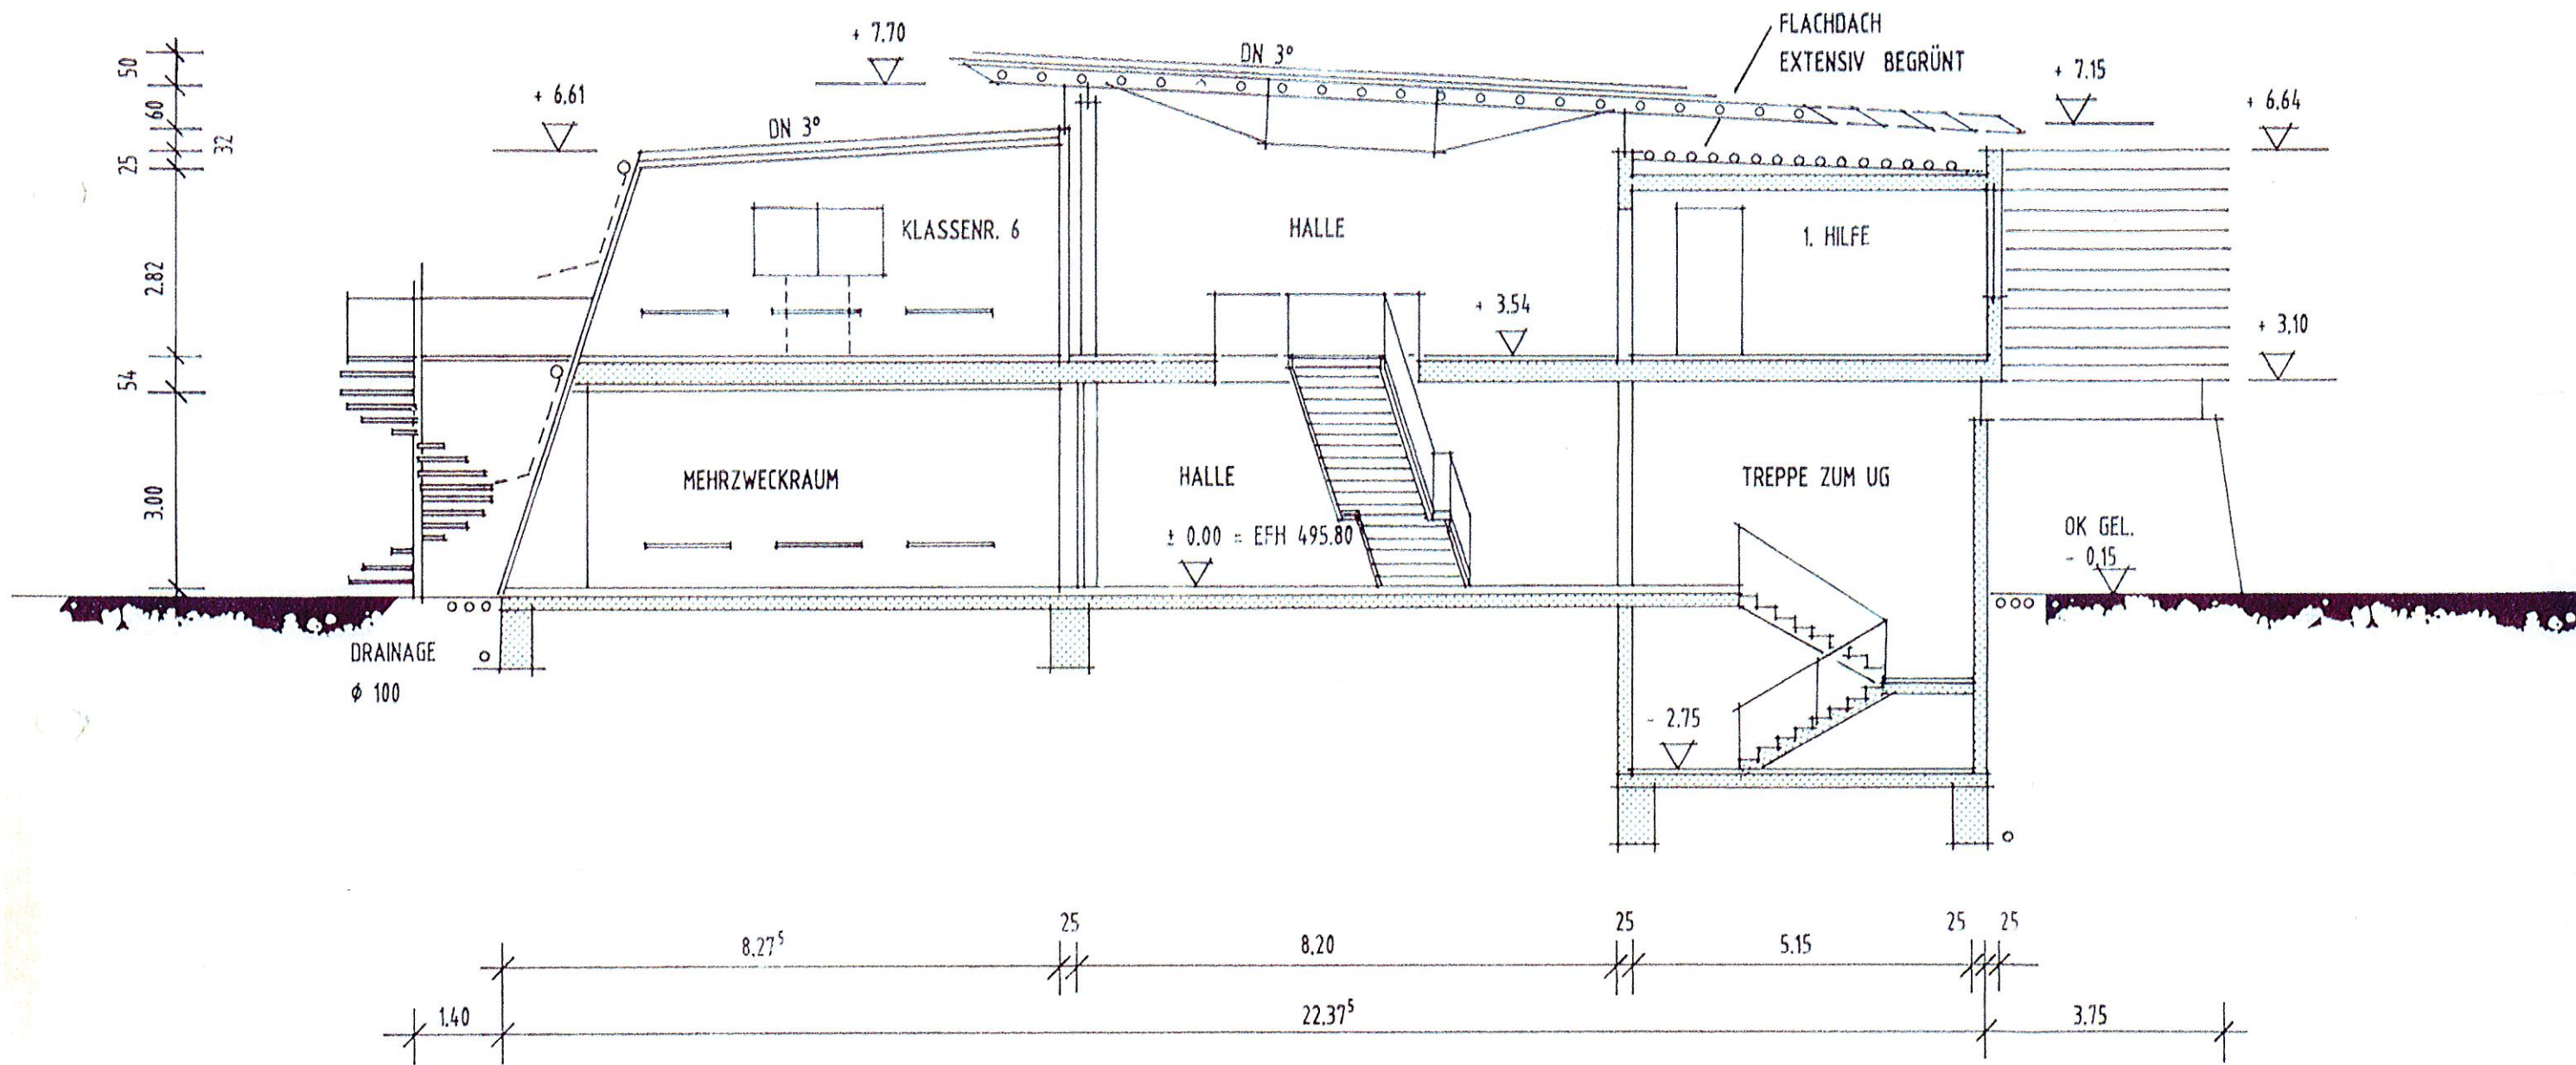 FLACHDACH
EXTENSIV BEGRÜNT
+ 7.70
DN 3°
+ 7.15
+ 6.64
+ 6.61
DN 3°
50
60
32
25
2.82
54
3.00
KLASSENR. 6
HALLE
1. HILFE
+ 3.54
+ 3.10
MEHRZWECKRAUM
HALLE
TREPPE ZUM UG
± 0.00 = EFH 495.80
OK GEL.
- 0.15
DRAINAGE
ϕ 100
- 2.75
25
25
25
25
8.27⁵
8.20
5.15
1.40
22.37⁵
3.75